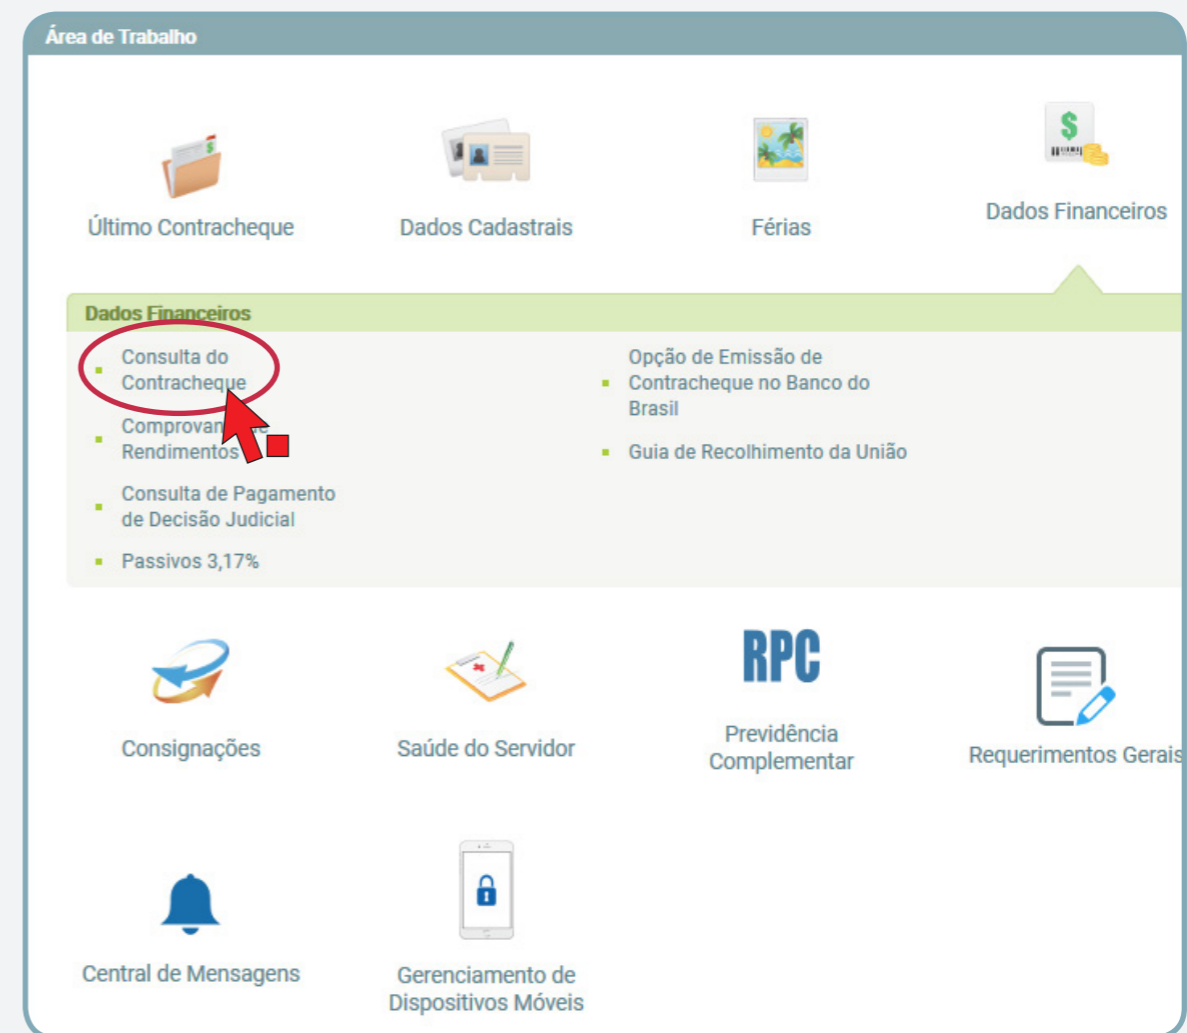 Área de Trabalho
Último Contracheque
Dados Cadastrais
Férias
Dados Financeiros
Dados Financeiros
Consulta do
Contracheque
Comprovan
Rendimentos
Consulta de Pagamento
de Decisão Judicial
Passivos 3,17%
Opção de Emissão de
Contracheque no Banco do
Brasil
Guia de Recolhimento da União
Consignações
Saúde do Servidor
RPC
Previdência
Complementar
Requerimentos Gerais
Central de Mensagens
Gerenciamento de
Dispositivos Móveis